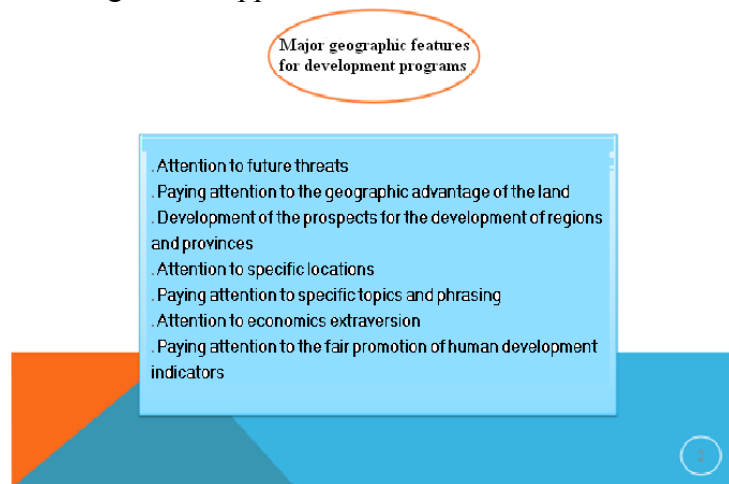 Major geographic features
for development programs
. Attention to future threats
. Paying attention to the geographic advantage of the land
. Development of the prospects for the development of regions
and provinces
. Attention to specific locations
. Paying attention to specific topics and phrasing
. Attention to economics extraversion
. Paying attention to the fair promotion of human development
indicators